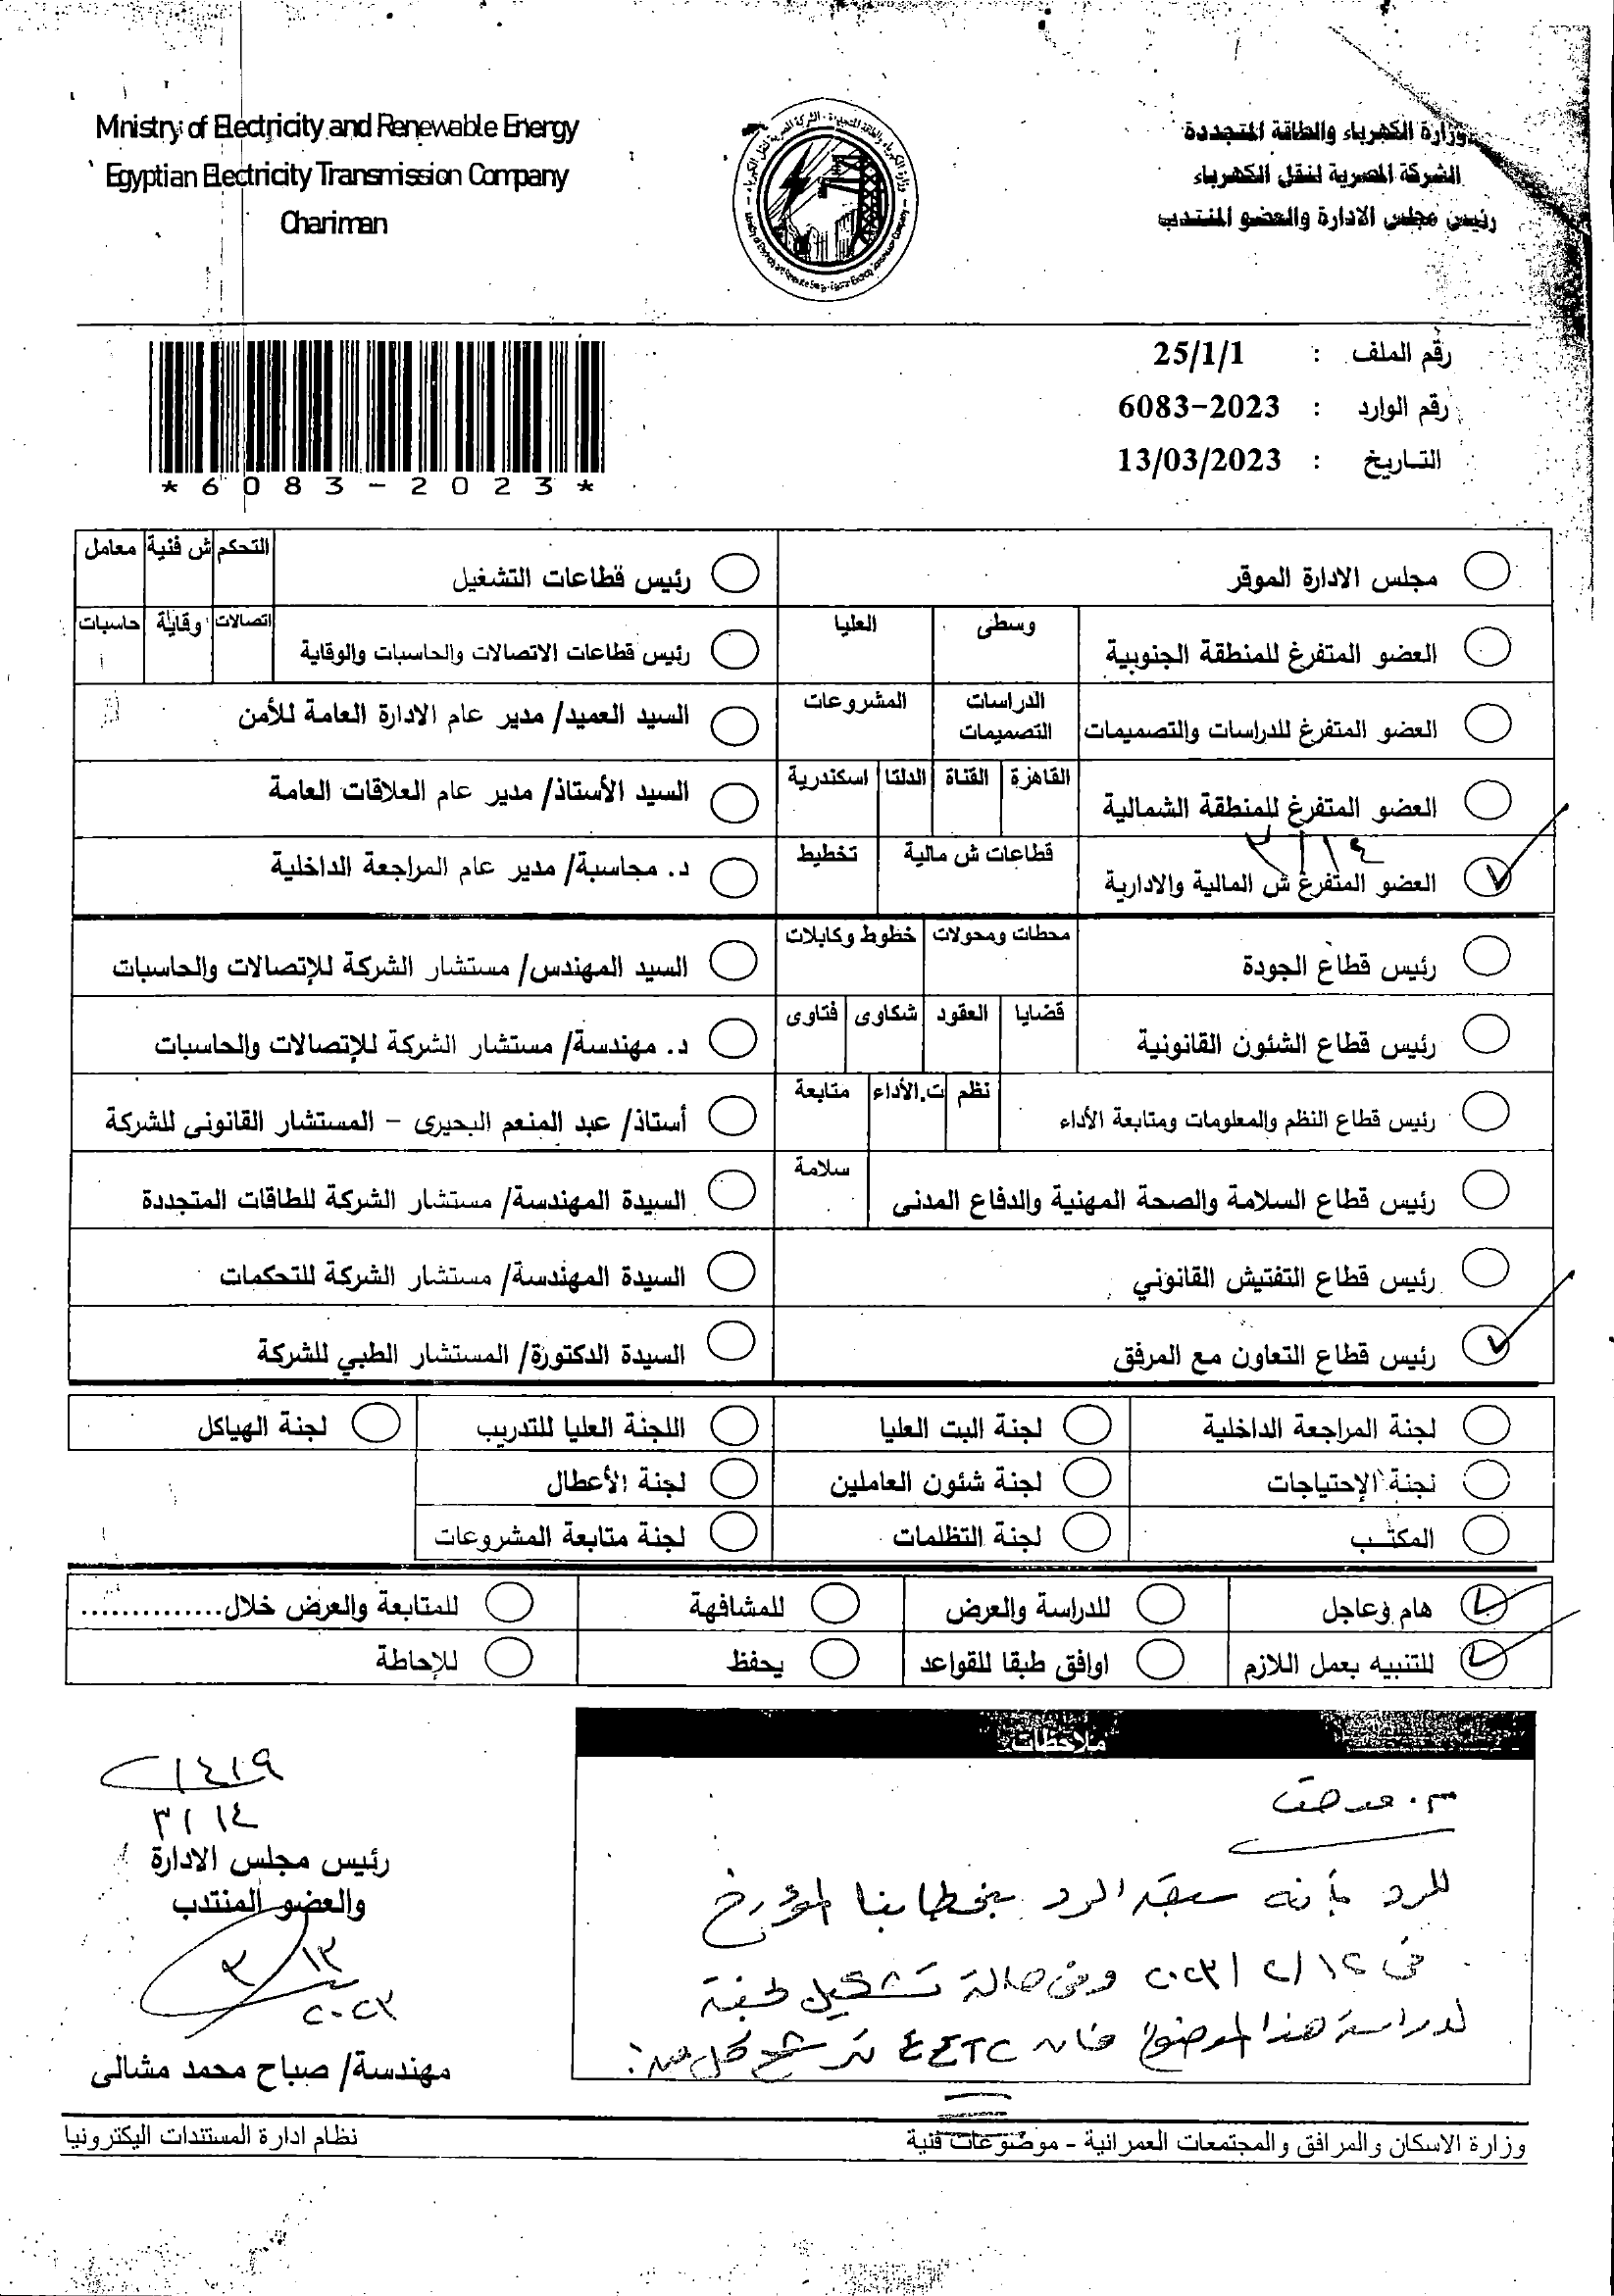 Ministry of Electricity and Renewable Energy
Egyptian Electricity Transmission Company
Chariman
وزارة الكهرباء والطاقة المتجددة
الشركة المصرية لنقل الكهرباء
رئيس مجلس الادارة والعضو المنتدب
رقم الملف : 25/1/1
رقم الوارد : 6083-2023
التاريخ : 13/03/2023
*6083-2023*
مجلس الادارة الموقر
رئيس قطاعات التشغيل التحكم ش فنية معامل
العضو المتفرغ للمنطقة الجنوبية وسطى العليا
رئيس قطاعات الاتصالات والحاسبات والوقاية اتصالات وقاية حاسبات
العضو المتفرغ للدراسات والتصميمات الدراسات التصميمات المشروعات
السيد العميد/ مدير عام الادارة العامة للأمن
العضو المتفرغ للمنطقة الشمالية القاهرة القناة الدلتا اسكندرية
السيد الأستاذ/ مدير عام العلاقات العامة
٣/١٤
العضو المتفرغ ش المالية والادارية قطاعات ش مالية تخطيط
د. محاسبة/ مدير عام المراجعة الداخلية
رئيس قطاع الجودة محطات ومحولات خطوط وكابلات
السيد المهندس/ مستشار الشركة للإتصالات والحاسبات
رئيس قطاع الشئون القانونية قضايا العقود شكاوى فتاوى
د. مهندسة/ مستشار الشركة للإتصالات والحاسبات
رئيس قطاع النظم والمعلومات ومتابعة الأداء نظم ت.الأداء متابعة
أستاذ/ عبد المنعم البحيرى - المستشار القانونى للشركة
رئيس قطاع السلامة والصحة المهنية والدفاع المدنى سلامة
السيدة المهندسة/ مستشار الشركة للطاقات المتجددة
رئيس قطاع التفتيش القانوني
السيدة المهندسة/ مستشار الشركة للتحكمات
رئيس قطاع التعاون مع المرفق
السيدة الدكتورة/ المستشار الطبي للشركة
لجنة المراجعة الداخلية لجنة البت العليا اللجنة العليا للتدريب لجنة الهياكل
لجنة الإحتياجات لجنة شئون العاملين لجنة الأعطال
المكتب لجنة التظلمات لجنة متابعة المشروعات
هام وعاجل للدراسة والعرض للمشافهة للمتابعة والعرض خلال..............
للتنبيه بعمل اللازم اوافق طبقا للقواعد يحفظ للإحاطة
ملاحظات
م. مدحت
للرد بأنه سبق الرد بخطابنا المؤرخ
فى ٢٠٢٣/٢/١٢ وفى حالة تشكيل لجنة
لدراسة هذا الموضوع فان ترشح كل من:
١٤١٩
٣/١٤
رئيس مجلس الادارة
والعضو المنتدب
٣/١٣
٢٠٢٣
مهندسة/ صباح محمد مشالى
وزارة الاسكان والمرافق والمجتمعات العمرانية - موضوعات فنية
نظام ادارة المستندات اليكترونيا